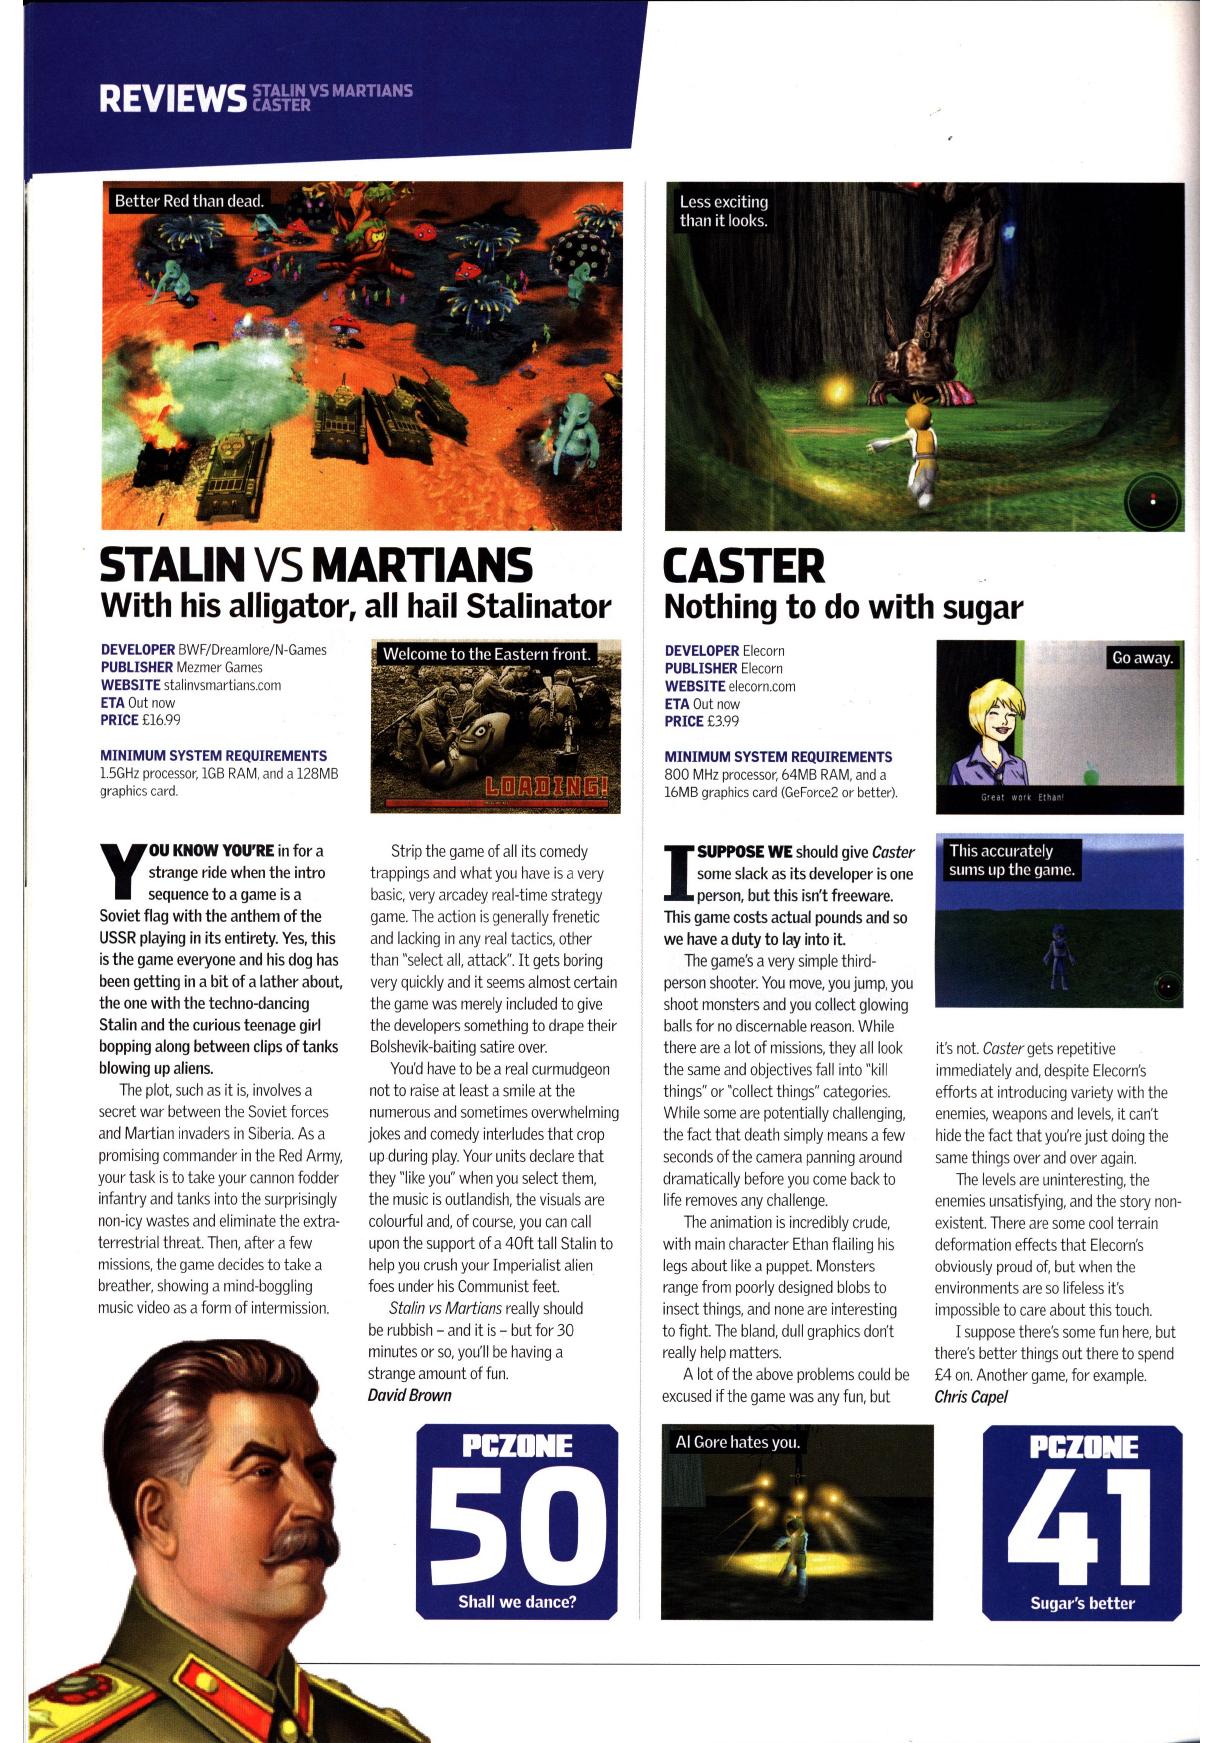 REVIEWS
STALIN VS MARTIANS
CASTER
Better Red than dead.
STALIN VS MARTIANS
With his alligator, all hail Stalinator
DEVELOPER BWF/Dreamlore/N-Games
PUBLISHER Mezmer Games
WEBSITE stalinvsmartians.com
ETA Out now
PRICE £16.99
MINIMUM SYSTEM REQUIREMENTS
1.5GHz processor, 1GB RAM, and a 128MB
graphics card.
Welcome to the Eastern front.
LOADING!
YOU KNOW YOU'RE in for a
strange ride when the intro
sequence to a game is a
Soviet flag with the anthem of the
USSR playing in its entirety. Yes, this
is the game everyone and his dog has
been getting in a bit of a lather about,
the one with the techno-dancing
Stalin and the curious teenage girl
bopping along between clips of tanks
blowing up aliens.
The plot, such as it is, involves a
secret war between the Soviet forces
and Martian invaders in Siberia. As a
promising commander in the Red Army,
your task is to take your cannon fodder
infantry and tanks into the surprisingly
non-icy wastes and eliminate the extra-
terrestrial threat. Then, after a few
missions, the game decides to take a
breather, showing a mind-boggling
music video as a form of intermission.
Strip the game of all its comedy
trappings and what you have is a very
basic, very arcadey real-time strategy
game. The action is generally frenetic
and lacking in any real tactics, other
than "select all, attack". It gets boring
very quickly and it seems almost certain
the game was merely included to give
the developers something to drape their
Bolshevik-baiting satire over.
You'd have to be a real curmudgeon
not to raise at least a smile at the
numerous and sometimes overwhelming
jokes and comedy interludes that crop
up during play. Your units declare that
they "like you" when you select them,
the music is outlandish, the visuals are
colourful and, of course, you can call
upon the support of a 40ft tall Stalin to
help you crush your Imperialist alien
foes under his Communist feet.
Stalin vs Martians really should
be rubbish – and it is – but for 30
minutes or so, you'll be having a
strange amount of fun.
David Brown
PCZONE
50
Shall we dance?
Less exciting
than it looks.
CASTER
Nothing to do with sugar
DEVELOPER Elecorn
PUBLISHER Elecorn
WEBSITE elecorn.com
ETA Out now
PRICE £3.99
MINIMUM SYSTEM REQUIREMENTS
800 MHz processor, 64MB RAM, and a
16MB graphics card (GeForce2 or better).
Go away.
Great work Ethan!
This accurately
sums up the game.
I SUPPOSE WE should give Caster
some slack as its developer is one
person, but this isn't freeware.
This game costs actual pounds and so
we have a duty to lay into it.
The game's a very simple third-
person shooter. You move, you jump, you
shoot monsters and you collect glowing
balls for no discernable reason. While
there are a lot of missions, they all look
the same and objectives fall into "kill
things" or "collect things" categories.
While some are potentially challenging,
the fact that death simply means a few
seconds of the camera panning around
dramatically before you come back to
life removes any challenge.
The animation is incredibly crude,
with main character Ethan flailing his
legs about like a puppet. Monsters
range from poorly designed blobs to
insect things, and none are interesting
to fight. The bland, dull graphics don't
really help matters.
A lot of the above problems could be
excused if the game was any fun, but
it's not. Caster gets repetitive
immediately and, despite Elecorn's
efforts at introducing variety with the
enemies, weapons and levels, it can't
hide the fact that you're just doing the
same things over and over again.
The levels are uninteresting, the
enemies unsatisfying, and the story non-
existent. There are some cool terrain
deformation effects that Elecorn's
obviously proud of, but when the
environments are so lifeless it's
impossible to care about this touch.
I suppose there's some fun here, but
there's better things out there to spend
£4 on. Another game, for example.
Chris Capel
Al Gore hates you.
PCZONE
41
Sugar's better